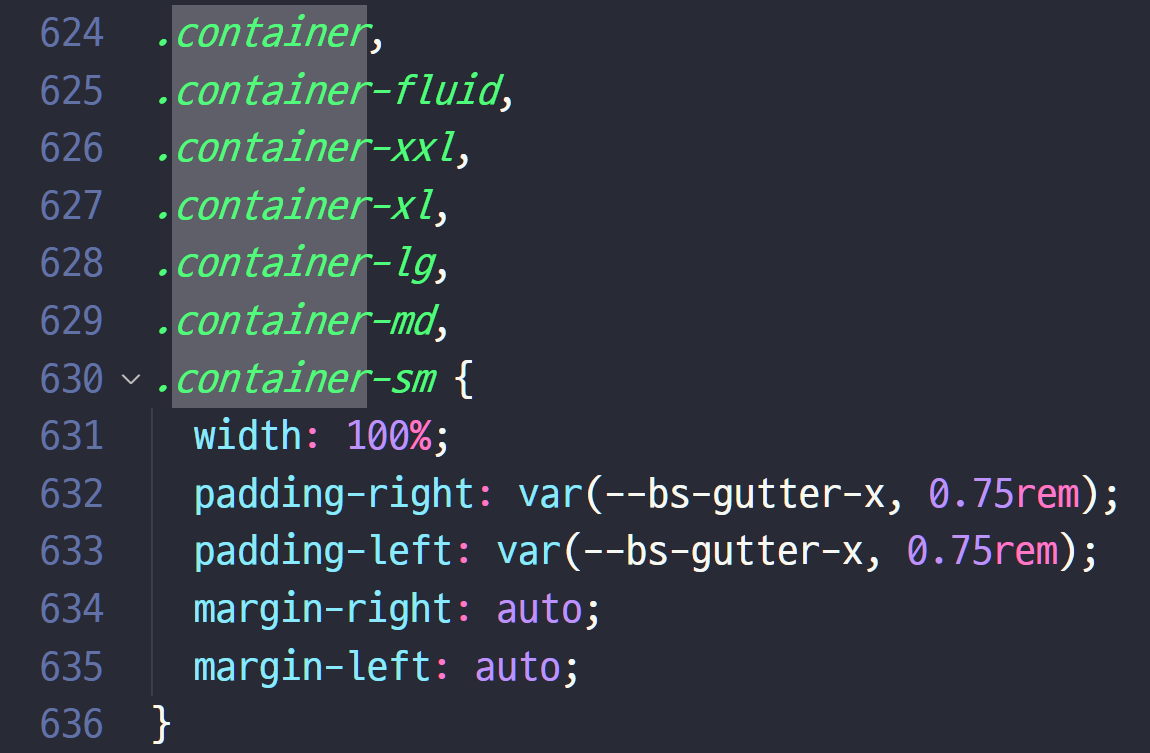 624 .container,
625 .container-fluid,
626 .container-xxl,
627 .container-xl,
628 .container-lg,
629 .container-md,
630 .container-sm {
631 width: 100%;
632 padding-right: var(--bs-gutter-x, 0.75rem);
633 padding-left: var(--bs-gutter-x, 0.75rem);
634 margin-right: auto;
635 margin-left: auto;
636 }